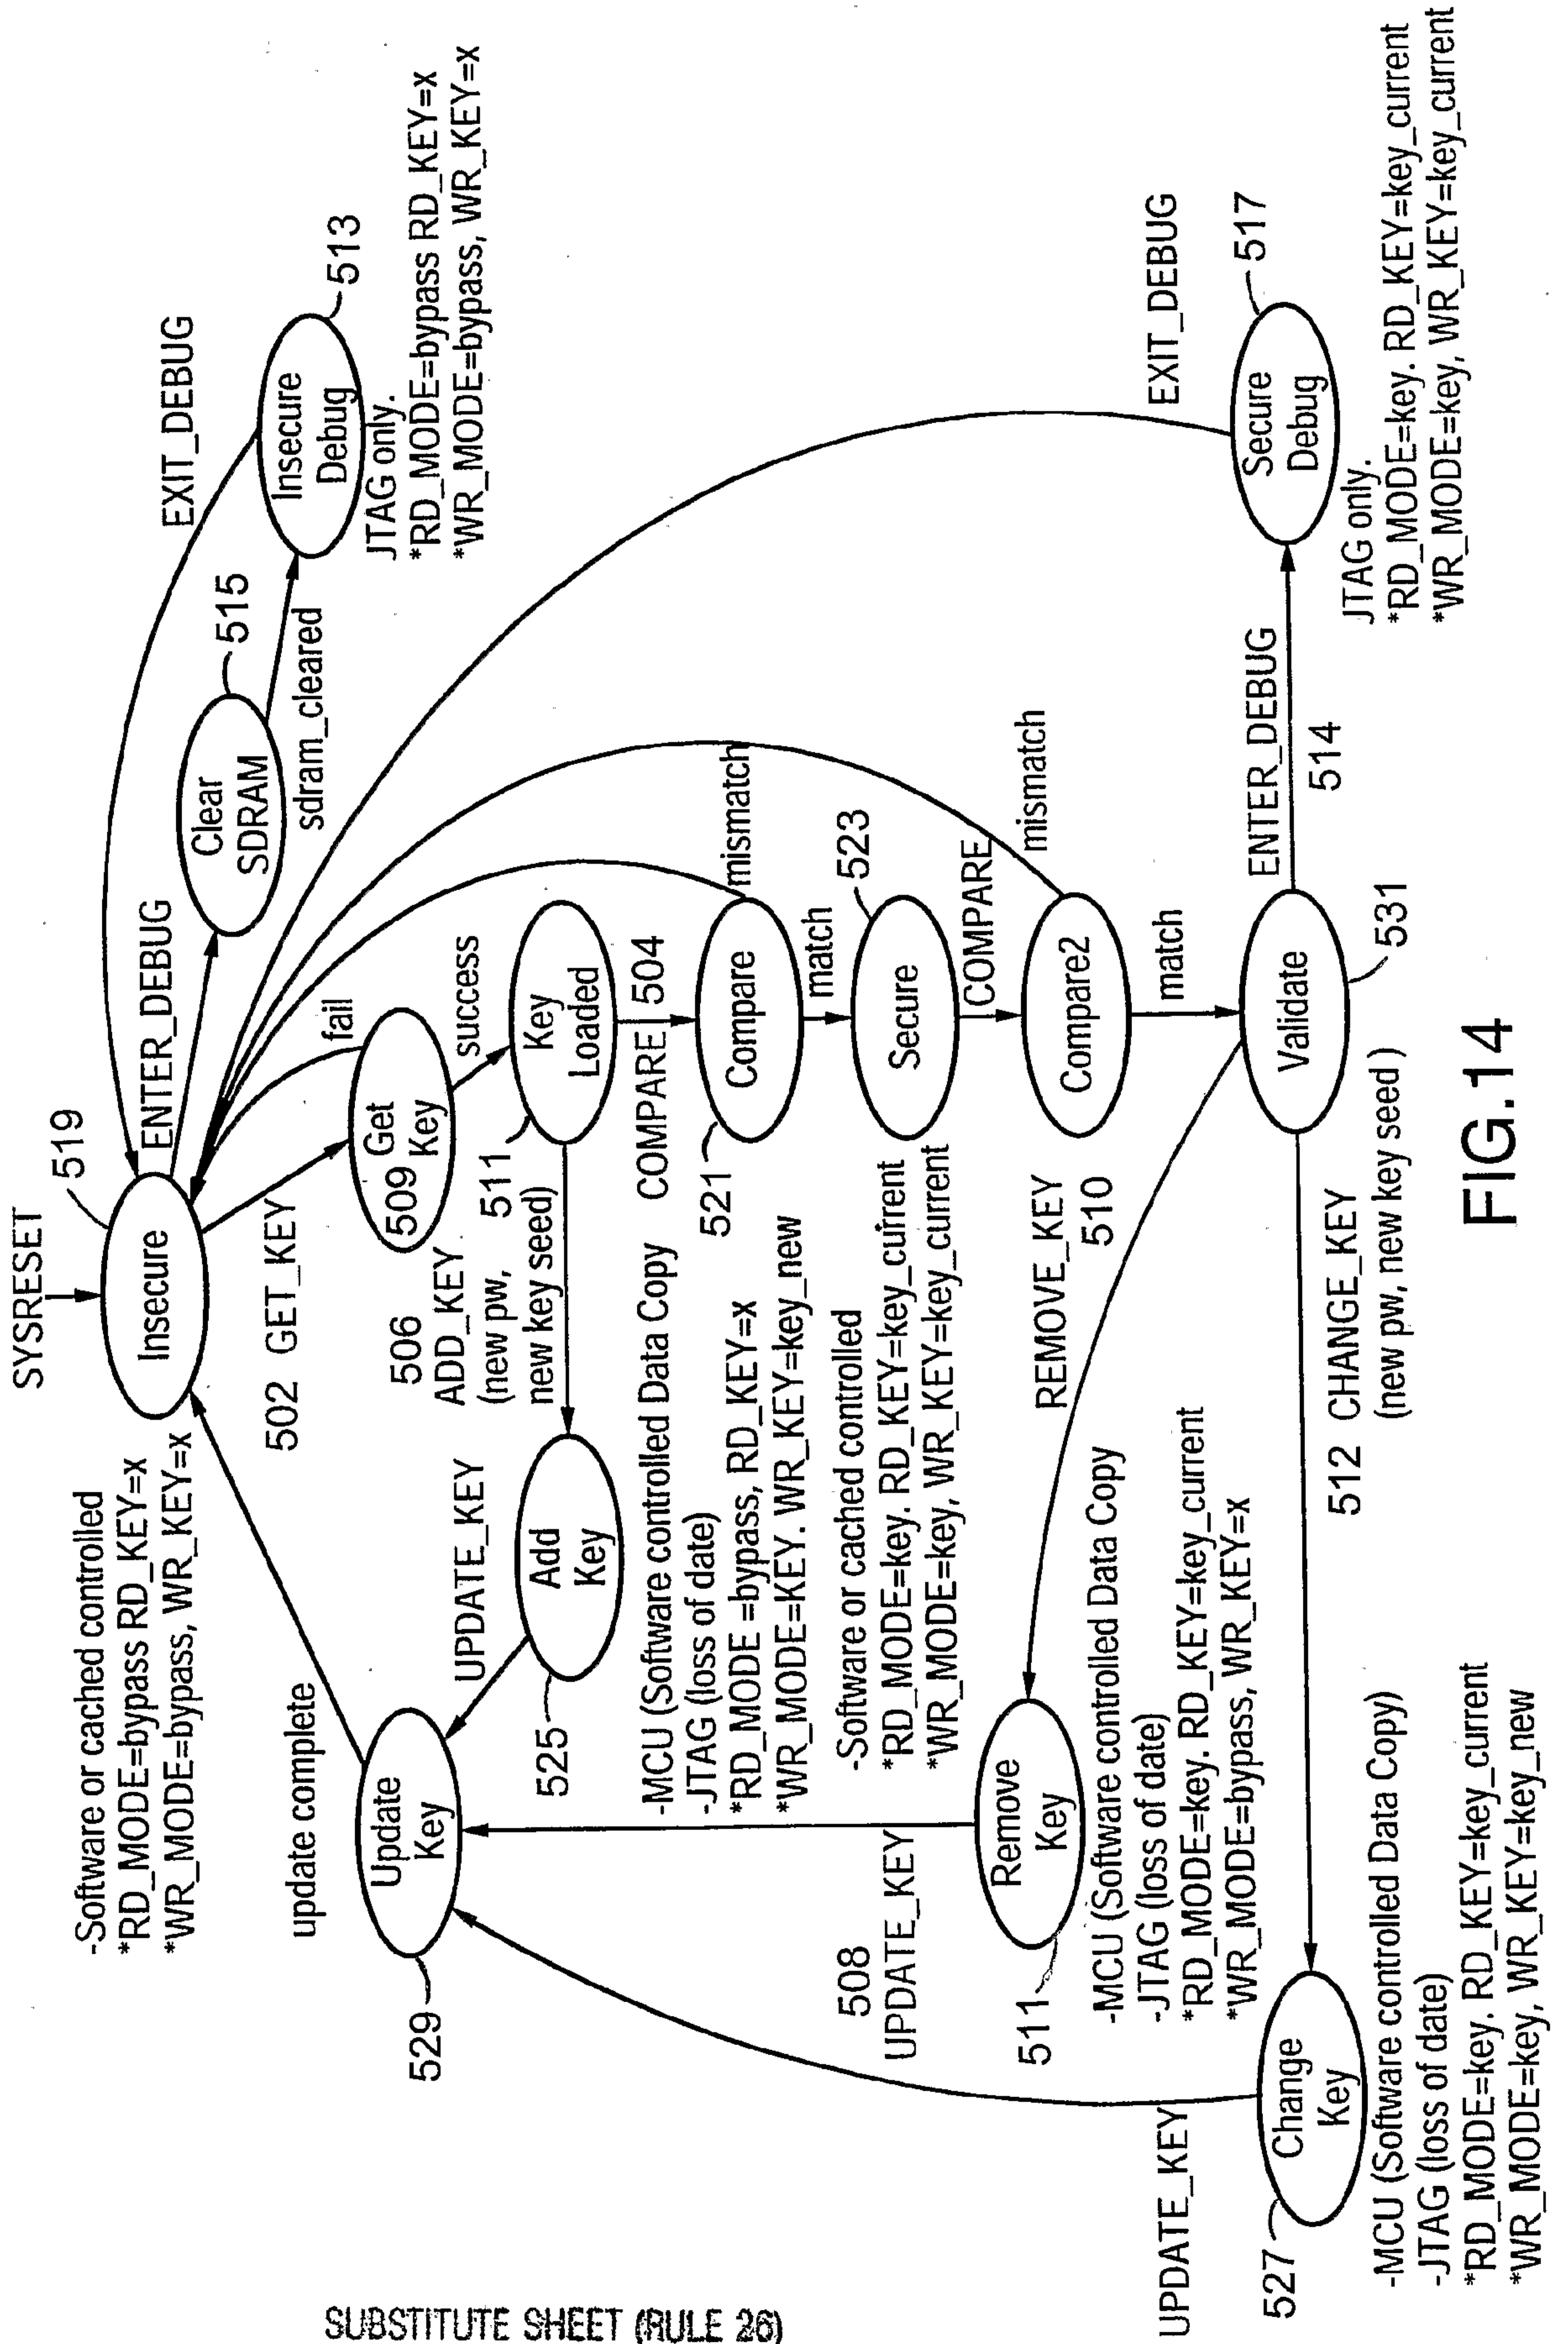 SYSRESET
519
Insecure
-Software or cached controlled
*RD_MODE=bypass RD_KEY=x
*WR_MODE=bypass, WR_KEY=x
ENTER_DEBUG
515
Clear
SDRAM
sdram_cleared
EXIT_DEBUG
513
Insecure
Debug
JTAG only.
*RD_MODE=bypass RD_KEY=x
*WR_MODE=bypass, WR_KEY=x
502 GET_KEY
fail
Get
Key
509
success
update complete
Update
Key
529
506
ADD_KEY
(new pw,
new key seed)
511
Key
Loaded
UPDATE_KEY
Add
Key
525
-MCU (Software controlled Data Copy
-JTAG (loss of date)
*RD_MODE =bypass, RD_KEY=x
*WR_MODE=KEY. WR_KEY=key_new
COMPARE 504
521
Compare
mismatch
match
523
Secure
-Software or cached controlled
*RD_MODE=key. RD_KEY=key_current
*WR_MODE=key, WR_KEY=key_current
COMPARE
Compare2
mismatch
match
508
UPDATE_KEY
Remove
Key
511
-MCU (Software controlled Data Copy
-JTAG (loss of date)
*RD_MODE=key. RD_KEY=key_current
*WR_MODE=bypass, WR_KEY=x
REMOVE_KEY
510
Validate
531
ENTER_DEBUG
514
EXIT_DEBUG
517
Secure
Debug
JTAG only.
*RD_MODE=key. RD_KEY=key_current
*WR_MODE=key, WR_KEY=key_current
512 CHANGE_KEY
(new pw, new key seed )
UPDATE_KEY
527
Change
Key
-MCU (Software controlled Data Copy)
-JTAG (loss of date)
*RD_MODE=key. RD_KEY=key_current
*WR_MODE=key, WR_KEY=key_new
FIG.14
SUBSTITUTE SHEET (RULE 26)